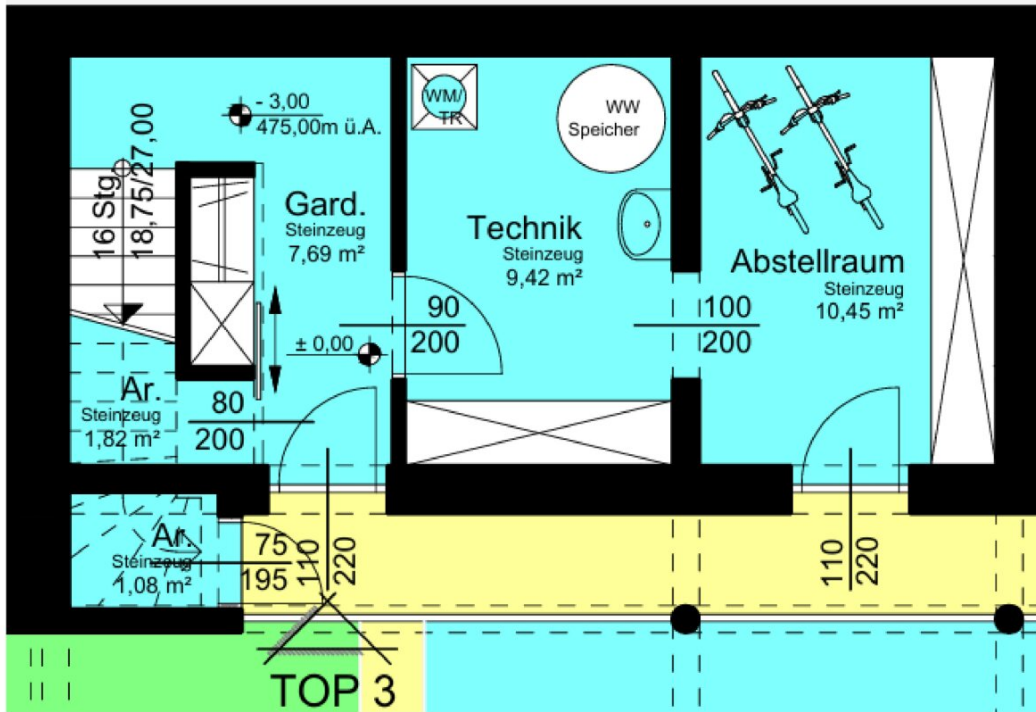 - 3,00
475,00m ü.A.
WM/
TR
WW
Speicher
16 Stg.
18,75/27,00
Gard.
Steinzeug
7,69 m²
Technik
Steinzeug
9,42 m²
Abstellraum
Steinzeug
10,45 m²
90
200
100
200
± 0,00
Ar.
Steinzeug
1,82 m²
80
200
Ar.
Steinzeug
1,08 m²
75
195
110
220
110
220
TOP 3